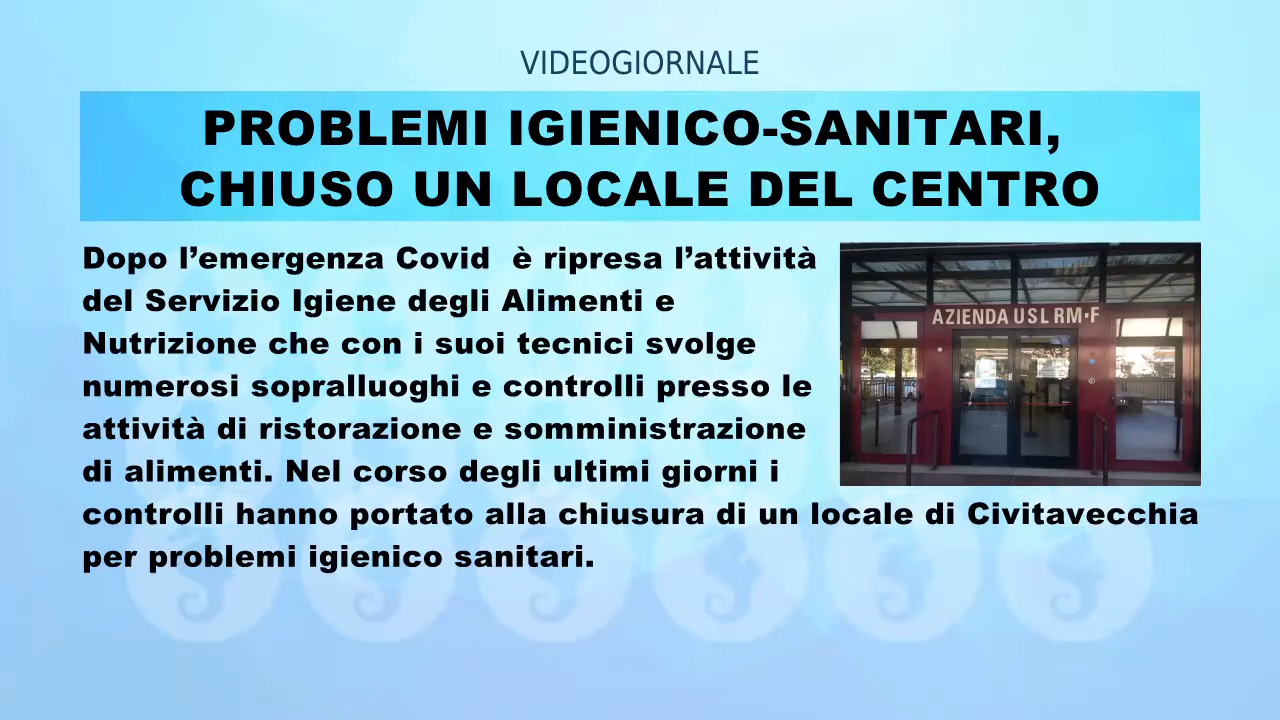 VIDEOGIORNALE
PROBLEMI IGIENICO-SANITARI,
CHIUSO UN LOCALE DEL CENTRO
Dopo l’emergenza Covid è ripresa l’attività
del Servizio Igiene degli Alimenti e
Nutrizione che con i suoi tecnici svolge
numerosi sopralluoghi e controlli presso le
attività di ristorazione e somministrazione
di alimenti. Nel corso degli ultimi giorni i
controlli hanno portato alla chiusura di un locale di Civitavecchia
per problemi igienico sanitari.
AZIENDA USL RM·F